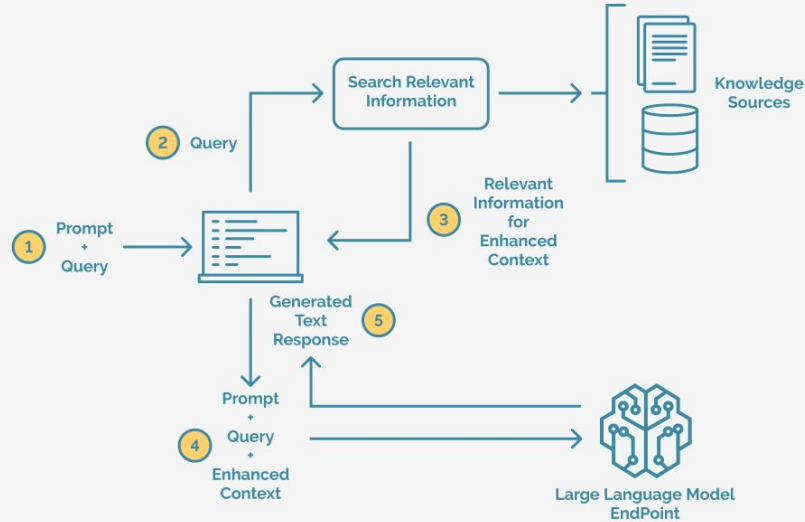 Search Relevant
Information
Knowledge
Sources
2 Query
3
Relevant
Information
for
Enhanced
Context
1
Prompt
+
Query
Generated
Text
Response
5
4
Prompt
+
Query
+
Enhanced
Context
Large Language Model
EndPoint